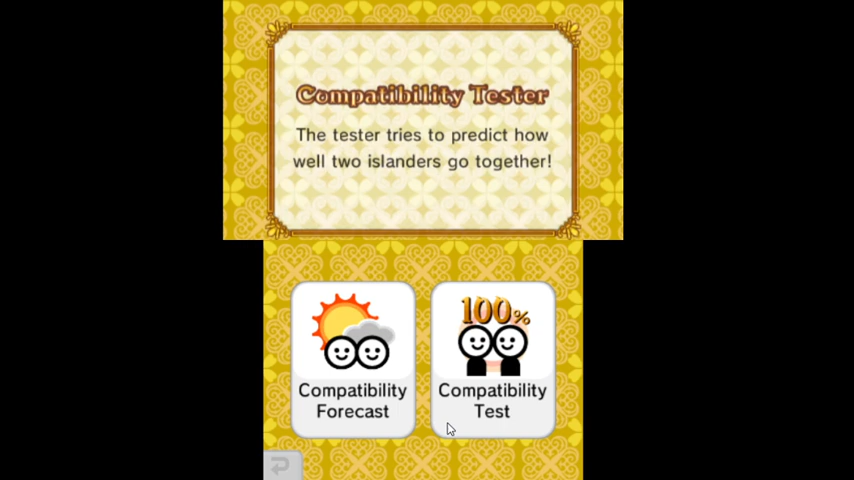 Compatibility Tester
The tester tries to predict how
well two islanders go together!
100%
Compatibility
Forecast
Compatibility
Test